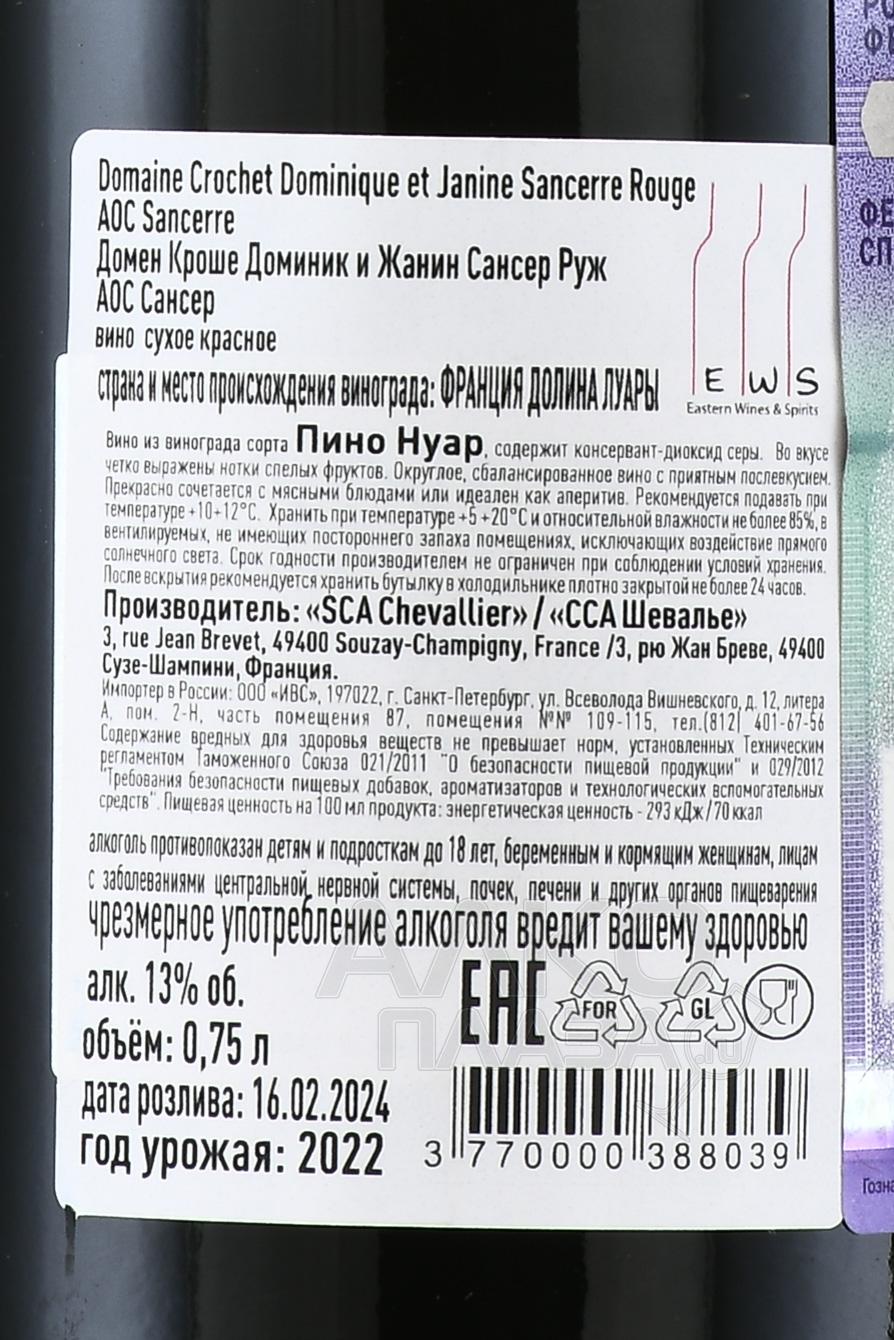 Domaine Crochet Dominique et Janine Sancerre Rouge
AOC Sancerre
Домен Кроше Доминик и Жанин Сансер Руж
АОС Сансер
вино сухое красное
страна и место происхождения винограда: ФРАНЦИЯ ДОЛИНА ЛУАРЫ
E W S
Eastern Wines & Spirits
Вино из винограда сорта Пино Нуар, содержит консервант-диоксид серы. Во вкусе
четко выражены нотки спелых фруктов. Округлое, сбалансированное вино с приятным послевкусием.
Прекрасно сочетается с мясными блюдами или идеален как аперитив. Рекомендуется подавать при
температуре +10+12°C. Хранить при температуре +5 +20°C и относительной влажности не более 85%, в
вентилируемых, не имеющих постороннего запаха помещениях, исключающих воздействие прямого
солнечного света. Срок годности производителем не ограничен при соблюдении условий хранения.
После вскрытия рекомендуется хранить бутылку в холодильнике плотно закрытой не более 24 часов.
Производитель: «SCA Chevallier» / «ССА Шевалье»
3, rue Jean Brevet, 49400 Souzay-Champigny, France /3, рю Жан Бреве, 49400
Сузе-Шампини, Франция.
Импортер в России: ООО «ИВС», 197022, г. Санкт-Петербург, ул. Всеволода Вишневского, д. 12, литера
А, пом. 2-Н, часть помещения 87, помещения №№ 109-115, тел.(812) 401-67-56
Содержание вредных для здоровья веществ не превышает норм, установленных Техническим
регламентом Таможенного Союза 021/2011 "О безопасности пищевой продукции" и 029/2012
"Требования безопасности пищевых добавок, ароматизаторов и технологических вспомогательных
средств". Пищевая ценность на 100 мл продукта: энергетическая ценность - 293 кДж/70 ккал
алкоголь противопоказан детям и подросткам до 18 лет, беременным и кормящим женщинам, лицам
с заболеваниями центральной нервной системы, почек, печени и других органов пищеварения
чрезмерное употребление алкоголя вредит вашему здоровью
алк. 13% об.
EAC
FOR
GL
объём: 0,75 л
дата розлива: 16.02.2024
год урожая: 2022
3 770000 388039
АЛКО
ПЛАЗА.ru
ФЕ
СП
Гозна